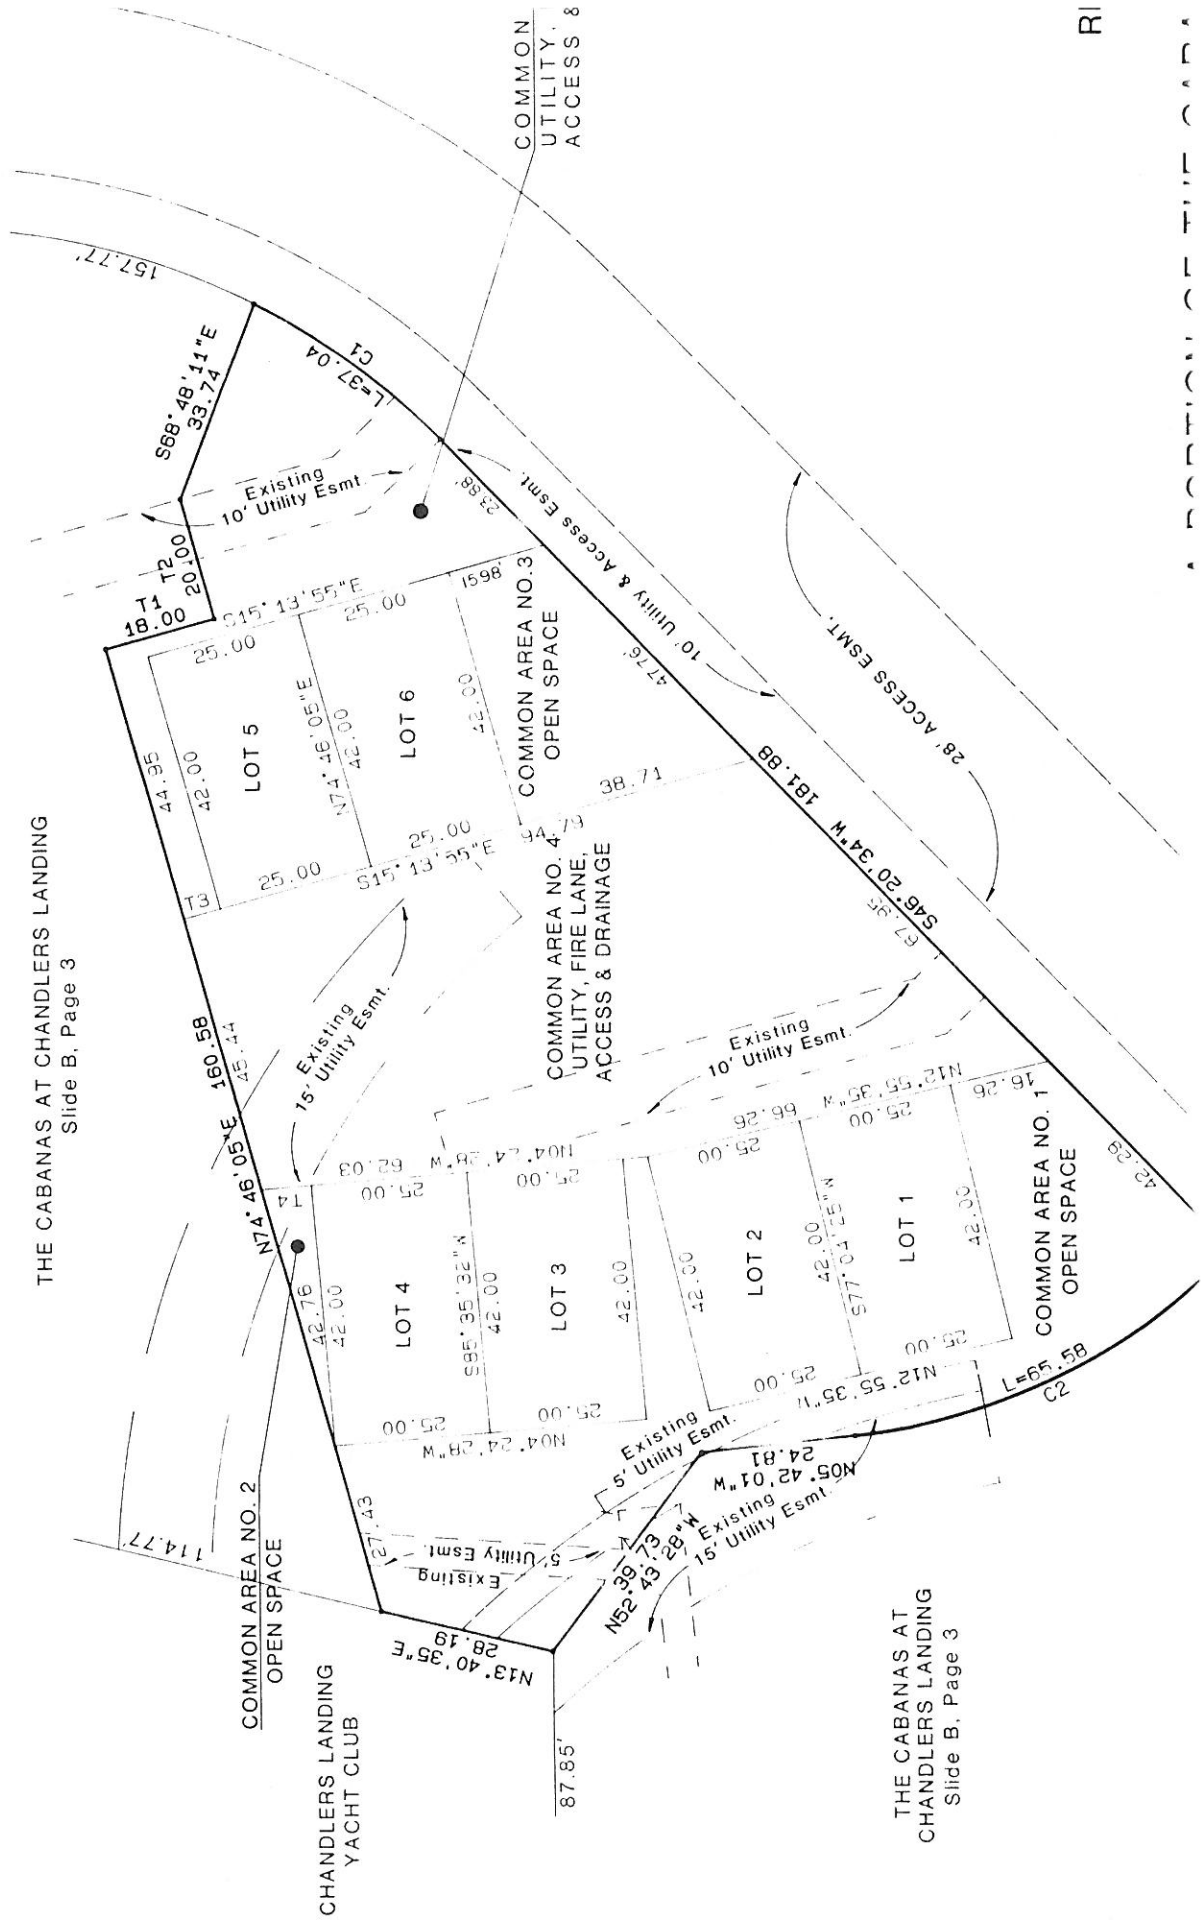 THE CABANAS AT CHANDLERS LANDING
Slide B, Page 3
COMMON
UTILITY,
ACCESS &
157.77'
S68°48'11"E
33.74
L=37.04
C1
Existing
10' Utility Esmt.
T1
18.00
T2
20.00
23.88'
10' Utility & Access Esmt.
28' ACCESS ESMT.
S15°13'55"E
25.00
25.00
15.98'
44.95
42.00
LOT 5
N74°46'05"E
42.00
LOT 6
42.00
COMMON AREA NO.3
OPEN SPACE
47.76'
T3
25.00
25.00
S15°13'55"E
94.79
38.71
S46°20'34"W 181.88
67.95
160.58
45.44
N74°46'05"E
Existing
15' Utility Esmt.
COMMON AREA NO. 4
UTILITY, FIRE LANE,
ACCESS & DRAINAGE
Existing
10' Utility Esmt.
T4
N04°24'28"W 62.03
25.00
25.00
66.26
N12°55'35"W
25.00
25.00
16.26
42.76
42.00
LOT 4
S85°35'32"W
42.00
LOT 3
42.00
42.00
LOT 2
42.00
S77°04'25"W
LOT 1
42.00
COMMON AREA NO. 1
OPEN SPACE
42.29
25.00
25.00
N04°24'28"W
25.00
25.00
N12°55'35"W
L=65.58
C2
Existing
5' Utility Esmt.
24.81
N05°42'01"W
27.43
Existing
5' Utility Esmt.
39.73
N52°43'28"W
Existing
15' Utility Esmt.
114.77'
COMMON AREA NO. 2
OPEN SPACE
N13°40'35"E
28.19
CHANDLERS LANDING
YACHT CLUB
87.85'
THE CABANAS AT
CHANDLERS LANDING
Slide B, Page 3